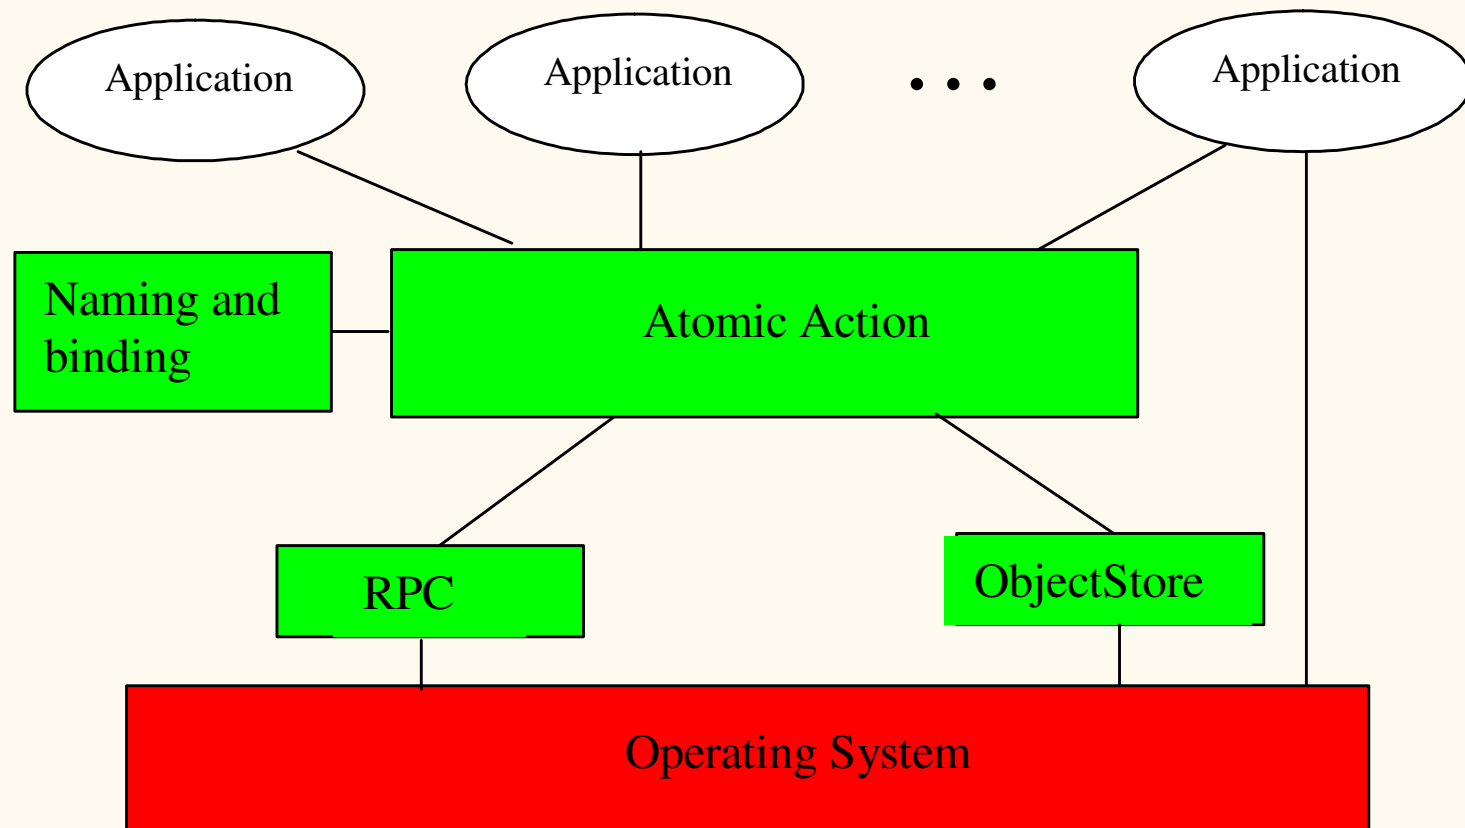 Application
Application
. . .
Application
Naming and
binding
Atomic Action
RPC
ObjectStore
Operating System